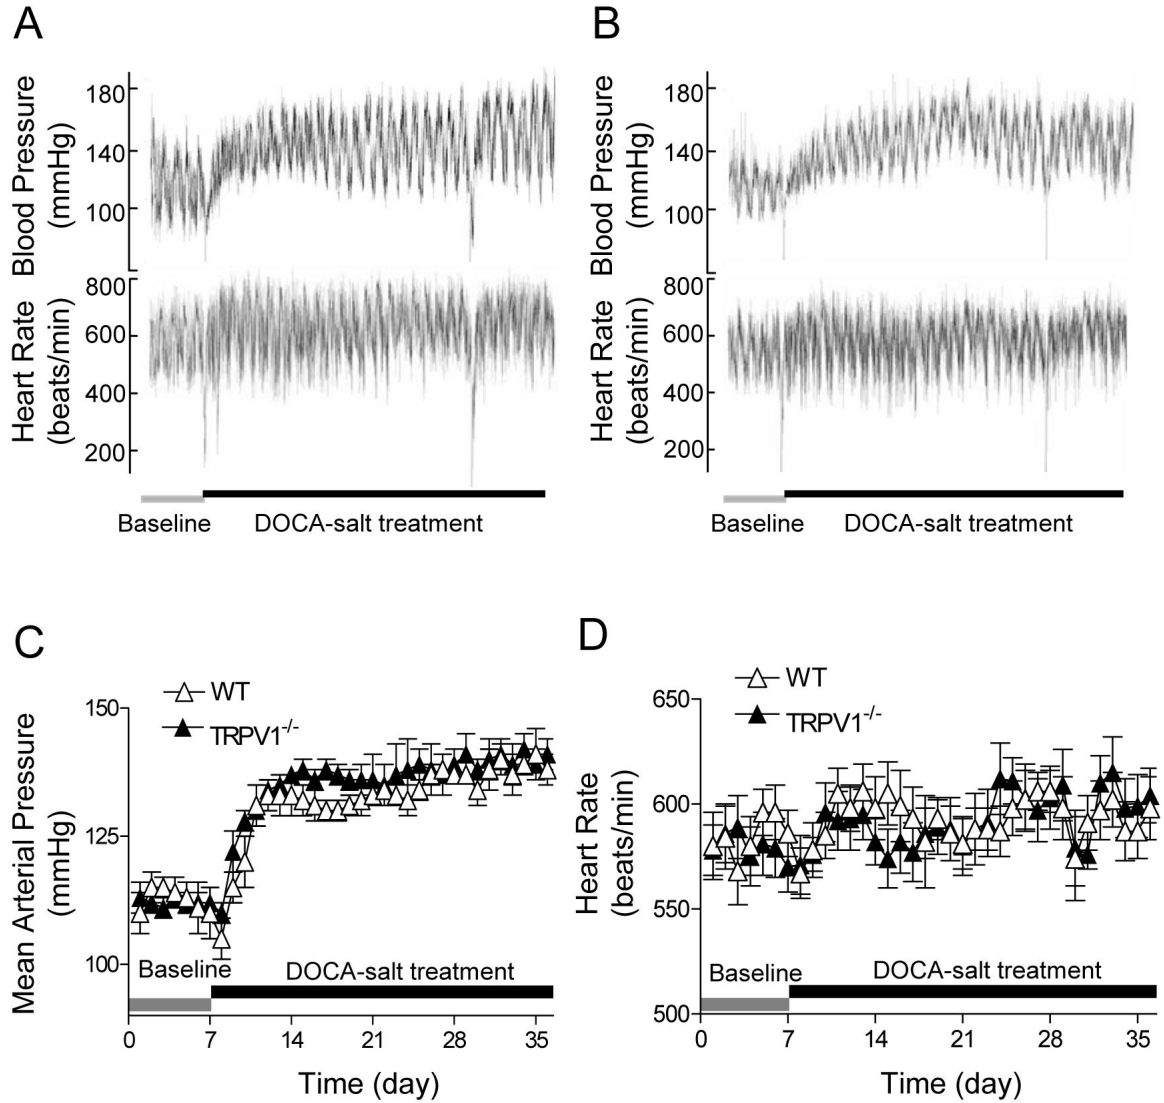 A
B
Blood Pressure
(mmHg)
180
140
100
Blood Pressure
(mmHg)
180
140
100
Heart Rate
(beats/min)
800
600
400
200
Heart Rate
(beats/min)
800
600
400
200
Baseline
DOCA-salt treatment
Baseline
DOCA-salt treatment
C
D
WT
TRPV1-/-
Mean Arterial Pressure
(mmHg)
150
125
100
Baseline
DOCA-salt treatment
0 7 14 21 28 35
Time (day)
WT
TRPV1-/-
Heart Rate
(beats/min)
650
600
550
500
Baseline
DOCA-salt treatment
0 7 14 21 28 35
Time (day)